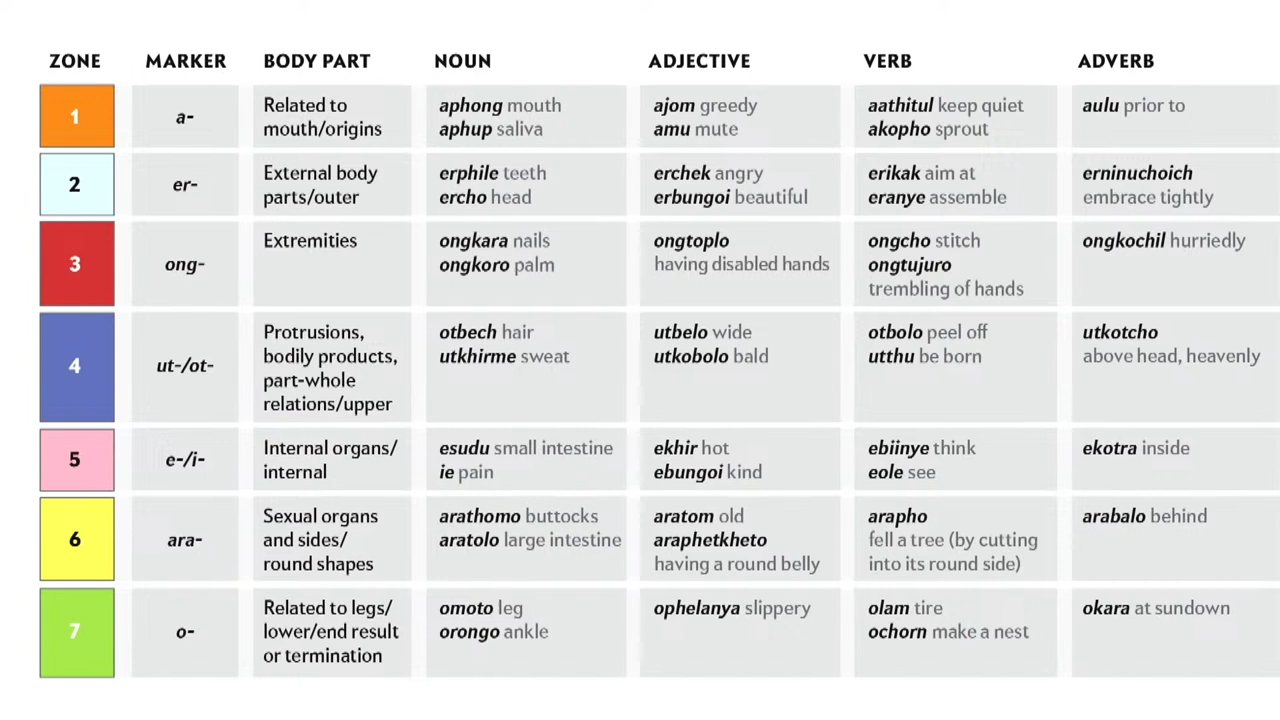 ZONE MARKER BODY PART NOUN ADJECTIVE VERB ADVERB
1
a-
Related to
mouth/origins
aphong mouth
aphup saliva
ajom greedy
amu mute
aathitul keep quiet
akopho sprout
aulu prior to
2
er-
External body
parts/outer
erphile teeth
ercho head
erchek angry
erbungoi beautiful
erikak aim at
eranye assemble
erninuchoich
embrace tightly
3
ong-
Extremities
ongkara nails
ongkoro palm
ongtoplo
having disabled hands
ongcho stitch
ongtujuro
trembling of hands
ongkochil hurriedly
4
ut-/ot-
Protrusions,
bodily products,
part-whole
relations/upper
otbech hair
utkhirme sweat
utbelo wide
utkobolo bald
otbolo peel off
utthu be born
utkotcho
above head, heavenly
5
e-/i-
Internal organs/
internal
esudu small intestine
ie pain
ekhir hot
ebungoi kind
ebiinye think
eole see
ekotra inside
6
ara-
Sexual organs
and sides/
round shapes
arathomo buttocks
aratolo large intestine
aratom old
araphetkheto
having a round belly
arapho
fell a tree (by cutting
into its round side)
arabalo behind
7
o-
Related to legs/
lower/end result
or termination
omoto leg
orongo ankle
ophelanya slippery
olam tire
ochorn make a nest
okara at sundown